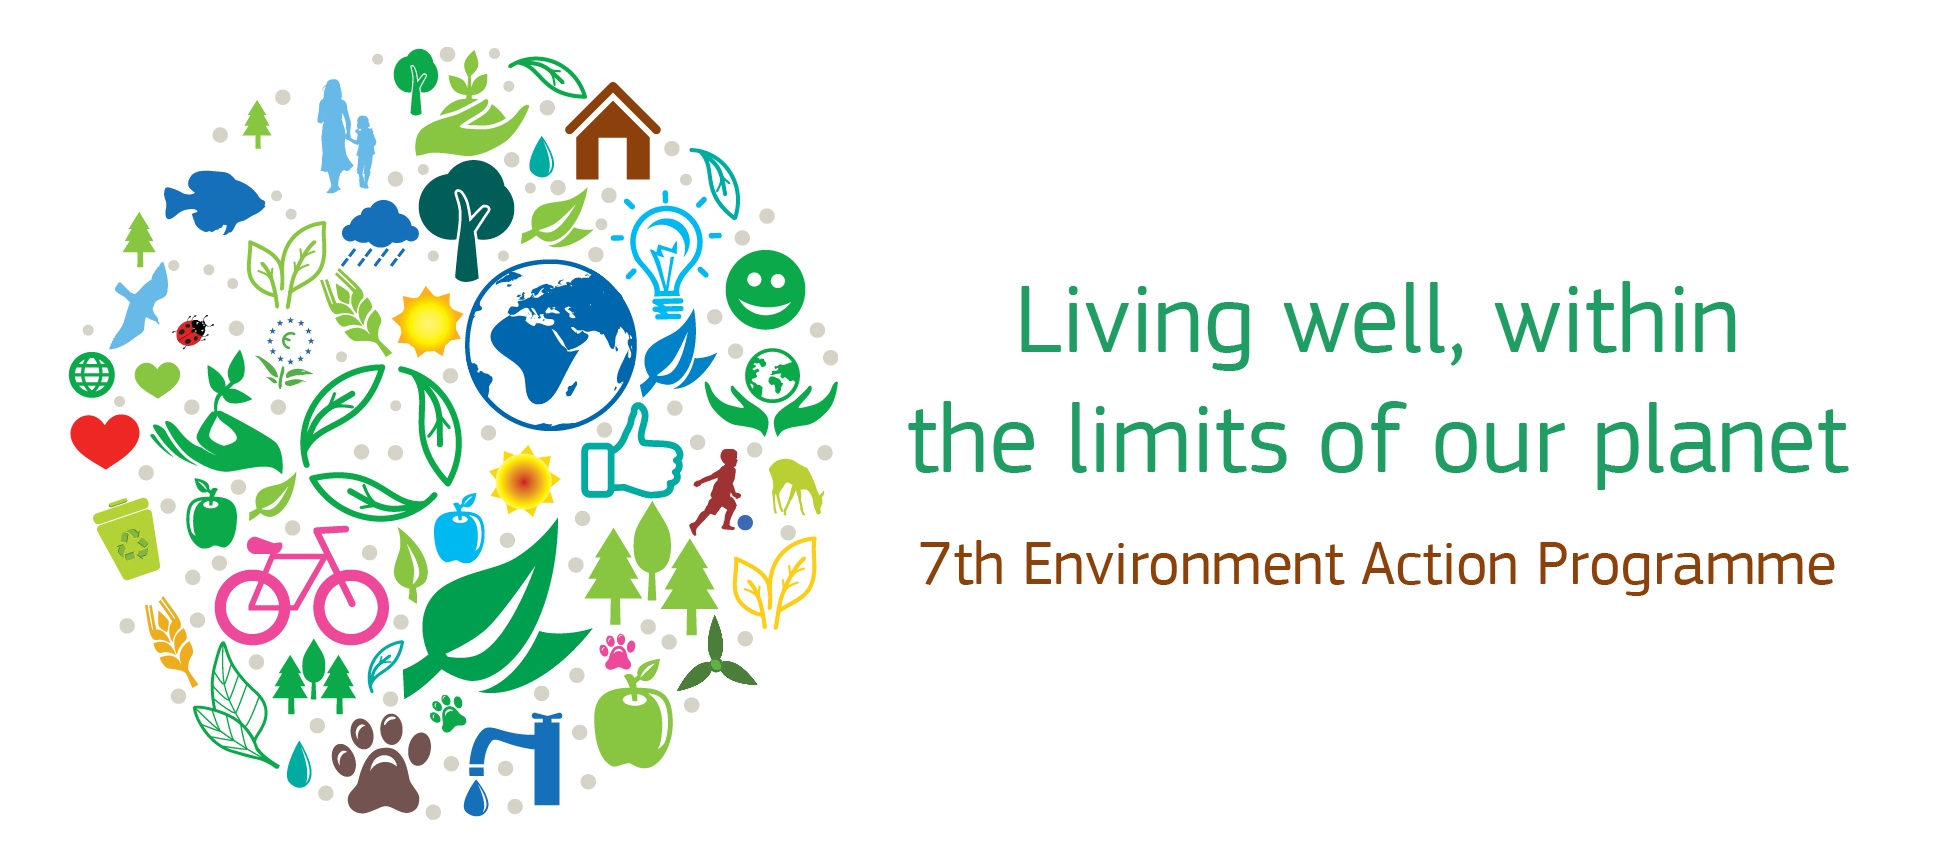 Living well, within
the limits of our planet
7th Environment Action Programme